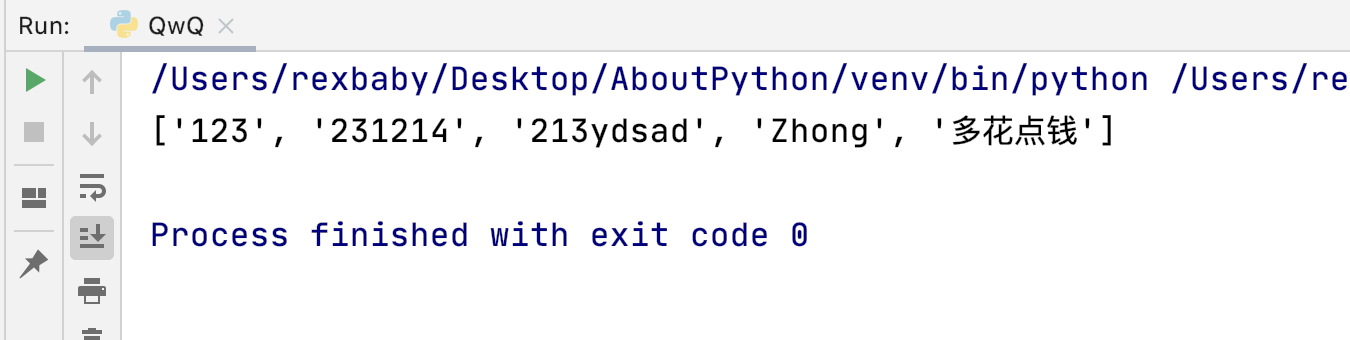 Run: QwQ
/Users/rexbaby/Desktop/AboutPython/venv/bin/python /Users/re
['123', '231214', '213ydsad', 'Zhong', '多花点钱']
Process finished with exit code 0